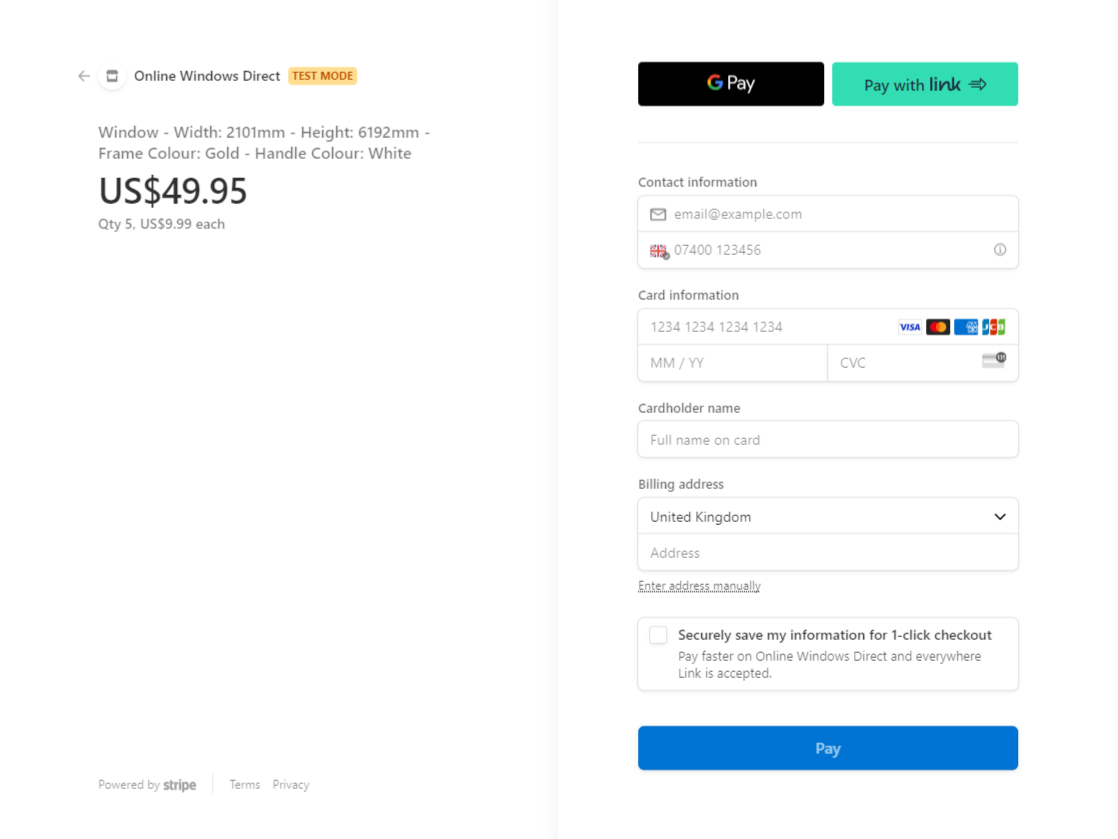 Online Windows Direct TEST MODE
Window - Width: 2101mm - Height: 6192mm -
Frame Colour: Gold - Handle Colour: White
US$49.95
Qty 5, US$9.99 each
Powered by stripe Terms Privacy
G Pay Pay with link
Contact information
email@example.com
07400 123456
Card information
1234 1234 1234 1234 VISA JCB
MM / YY CVC
Cardholder name
Full name on card
Billing address
United Kingdom
Address
Enter address manually
Securely save my information for 1-click checkout
Pay faster on Online Windows Direct and everywhere
Link is accepted.
Pay